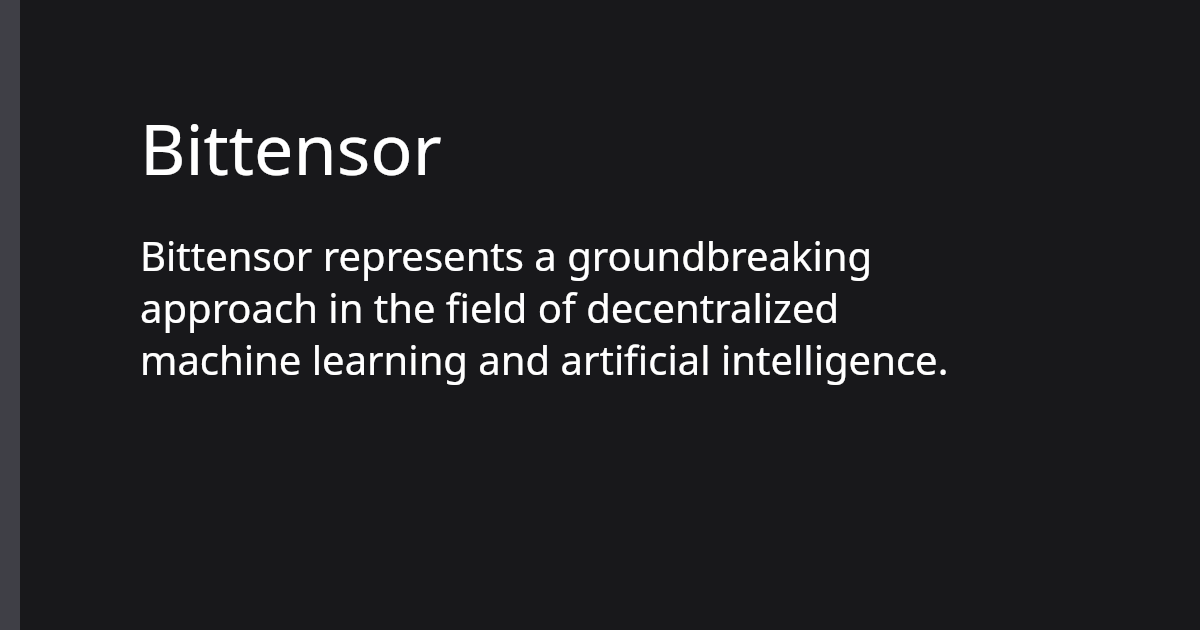 Bittensor
Bittensor represents a groundbreaking
approach in the field of decentralized
machine learning and artificial intelligence.